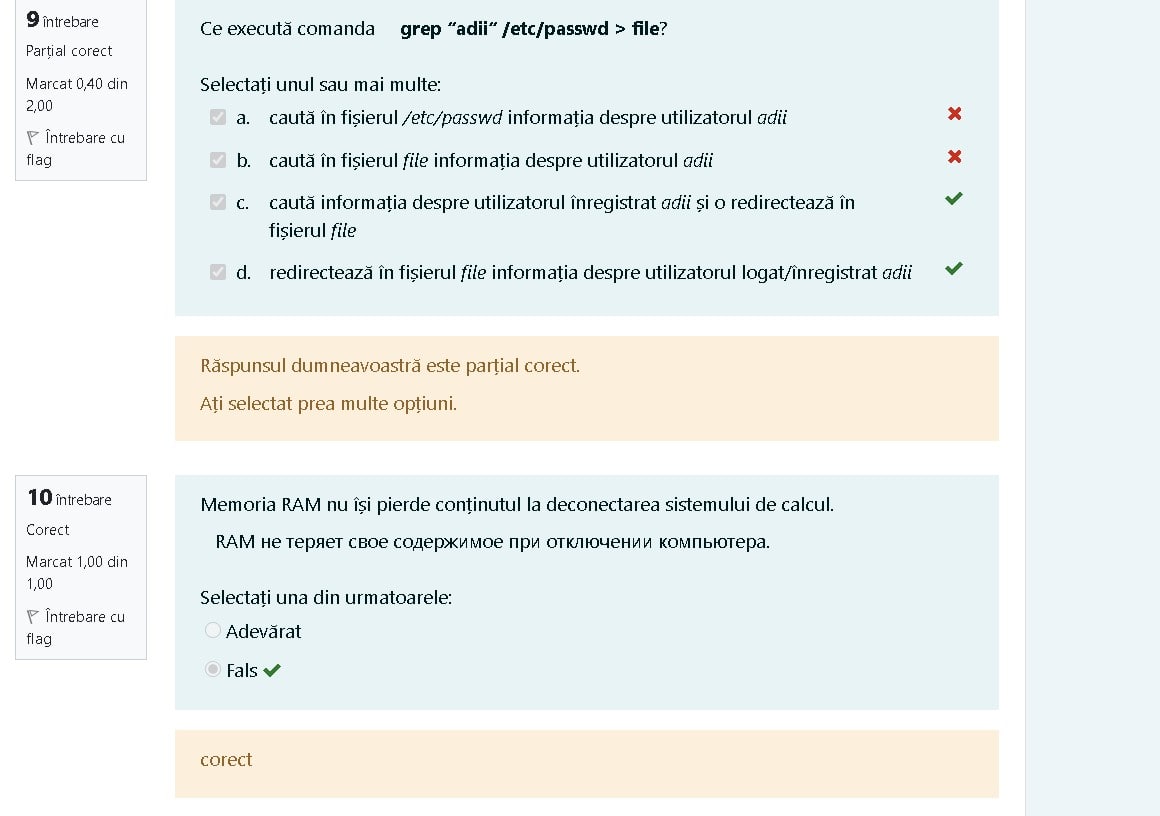 9 întrebare
Parțial corect
Marcat 0,40 din
2,00
Întrebare cu
flag
Ce execută comanda grep “adii“ /etc/passwd > file?
Selectați unul sau mai multe:
a. caută în fișierul /etc/passwd informația despre utilizatorul adii
b. caută în fișierul file informația despre utilizatorul adii
c. caută informația despre utilizatorul înregistrat adii și o redirectează în
fișierul file
d. redirectează în fișierul file informația despre utilizatorul logat/înregistrat adii
Răspunsul dumneavoastră este parțial corect.
Ați selectat prea multe opțiuni.
10 întrebare
Corect
Marcat 1,00 din
1,00
Întrebare cu
flag
Memoria RAM nu își pierde conținutul la deconectarea sistemului de calcul.
RAM не теряет свое содержимое при отключении компьютера.
Selectați una din urmatoarele:
Adevărat
Fals
corect